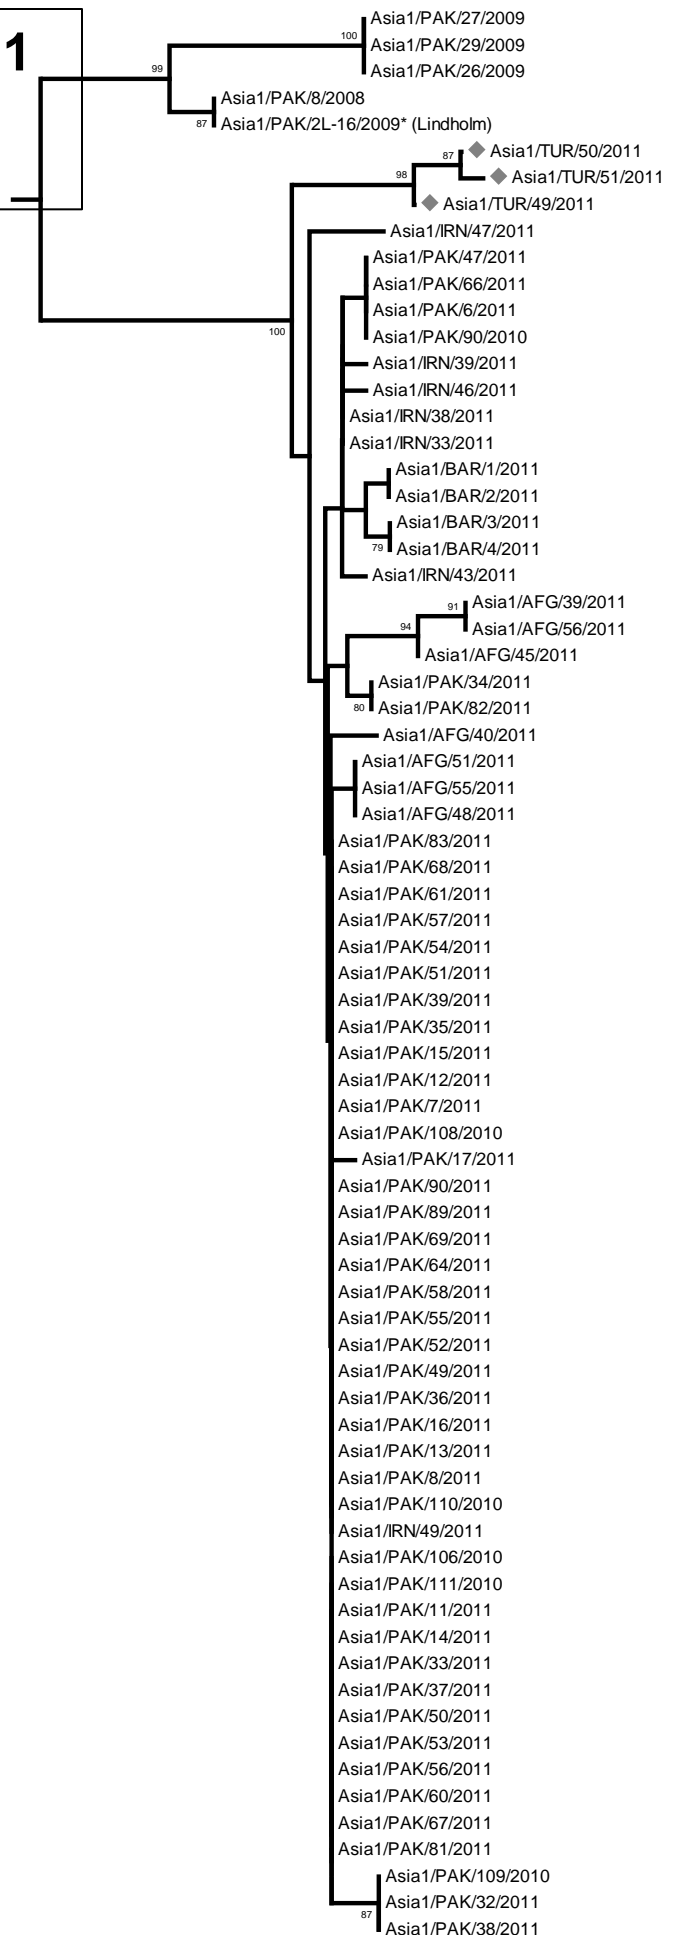 1
100
Asia1/PAK/27/2009
Asia1/PAK/29/2009
Asia1/PAK/26/2009
99
Asia1/PAK/8/2008
87
Asia1/PAK/2L-16/2009* (Lindholm)
87
Asia1/TUR/50/2011
98
Asia1/TUR/51/2011
Asia1/TUR/49/2011
Asia1/IRN/47/2011
Asia1/PAK/47/2011
Asia1/PAK/66/2011
Asia1/PAK/6/2011
100
Asia1/PAK/90/2010
Asia1/IRN/39/2011
Asia1/IRN/46/2011
Asia1/IRN/38/2011
Asia1/IRN/33/2011
Asia1/BAR/1/2011
Asia1/BAR/2/2011
Asia1/BAR/3/2011
79
Asia1/BAR/4/2011
Asia1/IRN/43/2011
91
Asia1/AFG/39/2011
94
Asia1/AFG/56/2011
Asia1/AFG/45/2011
Asia1/PAK/34/2011
80
Asia1/PAK/82/2011
Asia1/AFG/40/2011
Asia1/AFG/51/2011
Asia1/AFG/55/2011
Asia1/AFG/48/2011
Asia1/PAK/83/2011
Asia1/PAK/68/2011
Asia1/PAK/61/2011
Asia1/PAK/57/2011
Asia1/PAK/54/2011
Asia1/PAK/51/2011
Asia1/PAK/39/2011
Asia1/PAK/35/2011
Asia1/PAK/15/2011
Asia1/PAK/12/2011
Asia1/PAK/7/2011
Asia1/PAK/108/2010
Asia1/PAK/17/2011
Asia1/PAK/90/2011
Asia1/PAK/89/2011
Asia1/PAK/69/2011
Asia1/PAK/64/2011
Asia1/PAK/58/2011
Asia1/PAK/55/2011
Asia1/PAK/52/2011
Asia1/PAK/49/2011
Asia1/PAK/36/2011
Asia1/PAK/16/2011
Asia1/PAK/13/2011
Asia1/PAK/8/2011
Asia1/PAK/110/2010
Asia1/IRN/49/2011
Asia1/PAK/106/2010
Asia1/PAK/111/2010
Asia1/PAK/11/2011
Asia1/PAK/14/2011
Asia1/PAK/33/2011
Asia1/PAK/37/2011
Asia1/PAK/50/2011
Asia1/PAK/53/2011
Asia1/PAK/56/2011
Asia1/PAK/60/2011
Asia1/PAK/67/2011
Asia1/PAK/81/2011
Asia1/PAK/109/2010
Asia1/PAK/32/2011
87
Asia1/PAK/38/2011